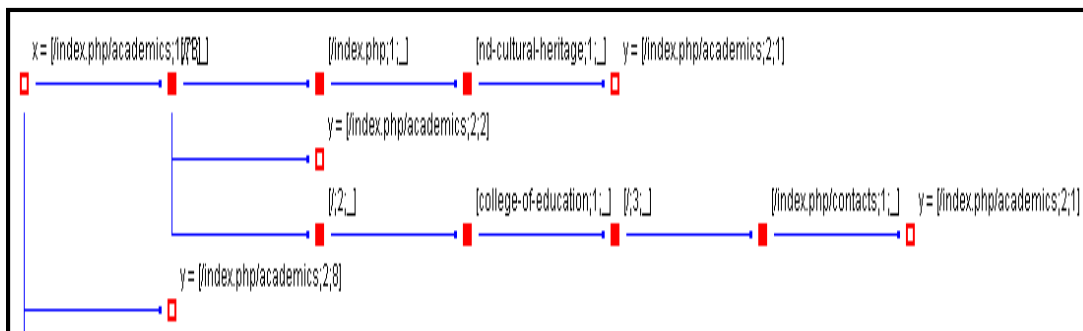 x = [/index.php/academics;1;78] [/;1;_] [/index.php;1;_] [nd-cultural-heritage;1;_] y = [/index.php/academics;2;1]
y = [/index.php/academics;2;2]
[/;2;_] [college-of-education;1;_] [/;3;_] [/index.php/contacts;1;_] y = [/index.php/academics;2;1]
y = [/index.php/academics;2;8]